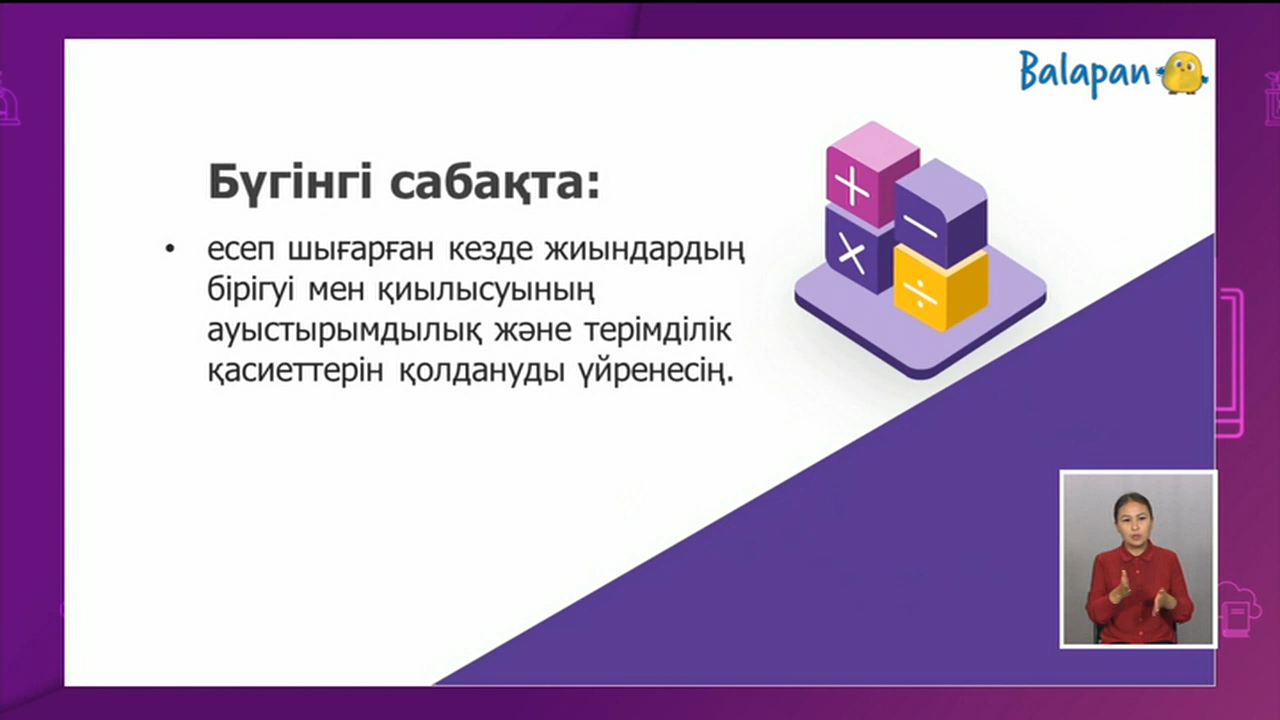 Balapan
Бүгінгі сабақта:
• есеп шығарған кезде жиындардың
бірігуі мен қиылысуының
ауыстырымдылық және терімділік
қасиеттерін қолдануды үйренесің.